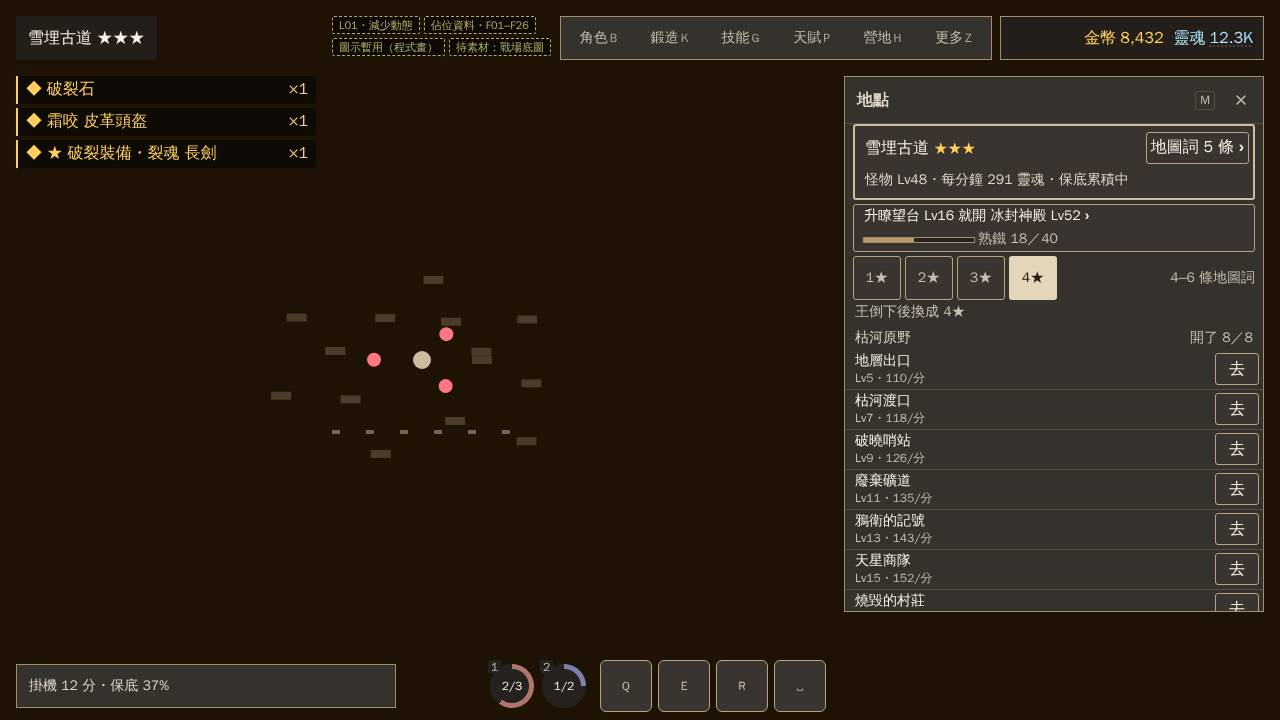 雪埋古道 ★★★
L01・減少動態
佔位資料・F01–F26
圖示暫用（程式畫）
待素材：戰場底圖
角色B
鍛造K
技能G
天賦P
營地H
更多Z
金幣 8,432 靈魂 12.3K
◆ 破裂石 ×1
◆ 霜咬 皮革頭盔 ×1
◆ ★ 破裂裝備・裂魂 長劍 ×1
地點 M ×
雪埋古道 ★★★ 地圖詞 5 條 ›
怪物 Lv48・每分鐘 291 靈魂・保底累積中
升瞭望台 Lv16 就開 冰封神殿 Lv52 ›
熟鐵 18／40
1★ 2★ 3★ 4★ 4–6 條地圖詞
王倒下後換成 4★
枯河原野 開了 8／8
地層出口 去
Lv5・110/分
枯河渡口 去
Lv7・118/分
破曉哨站 去
Lv9・126/分
廢棄礦道 去
Lv11・135/分
鴉衛的記號 去
Lv13・143/分
天星商隊 去
Lv15・152/分
燒毀的村莊 去
掛機 12 分・保底 37%
1 2/3
2 1/2
Q
E
R
⎵